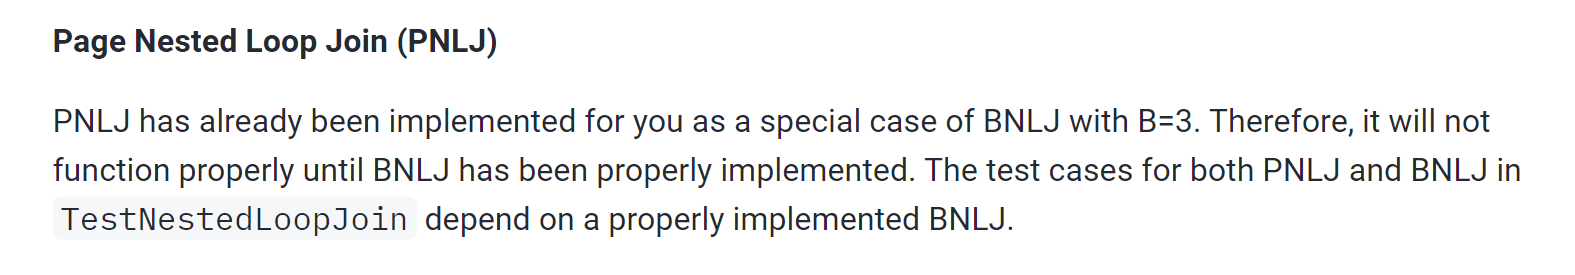 Page Nested Loop Join (PNLJ)
PNLJ has already been implemented for you as a special case of BNLJ with B=3. Therefore, it will not
function properly until BNLJ has been properly implemented. The test cases for both PNLJ and BNLJ in
TestNestedLoopJoin depend on a properly implemented BNLJ.